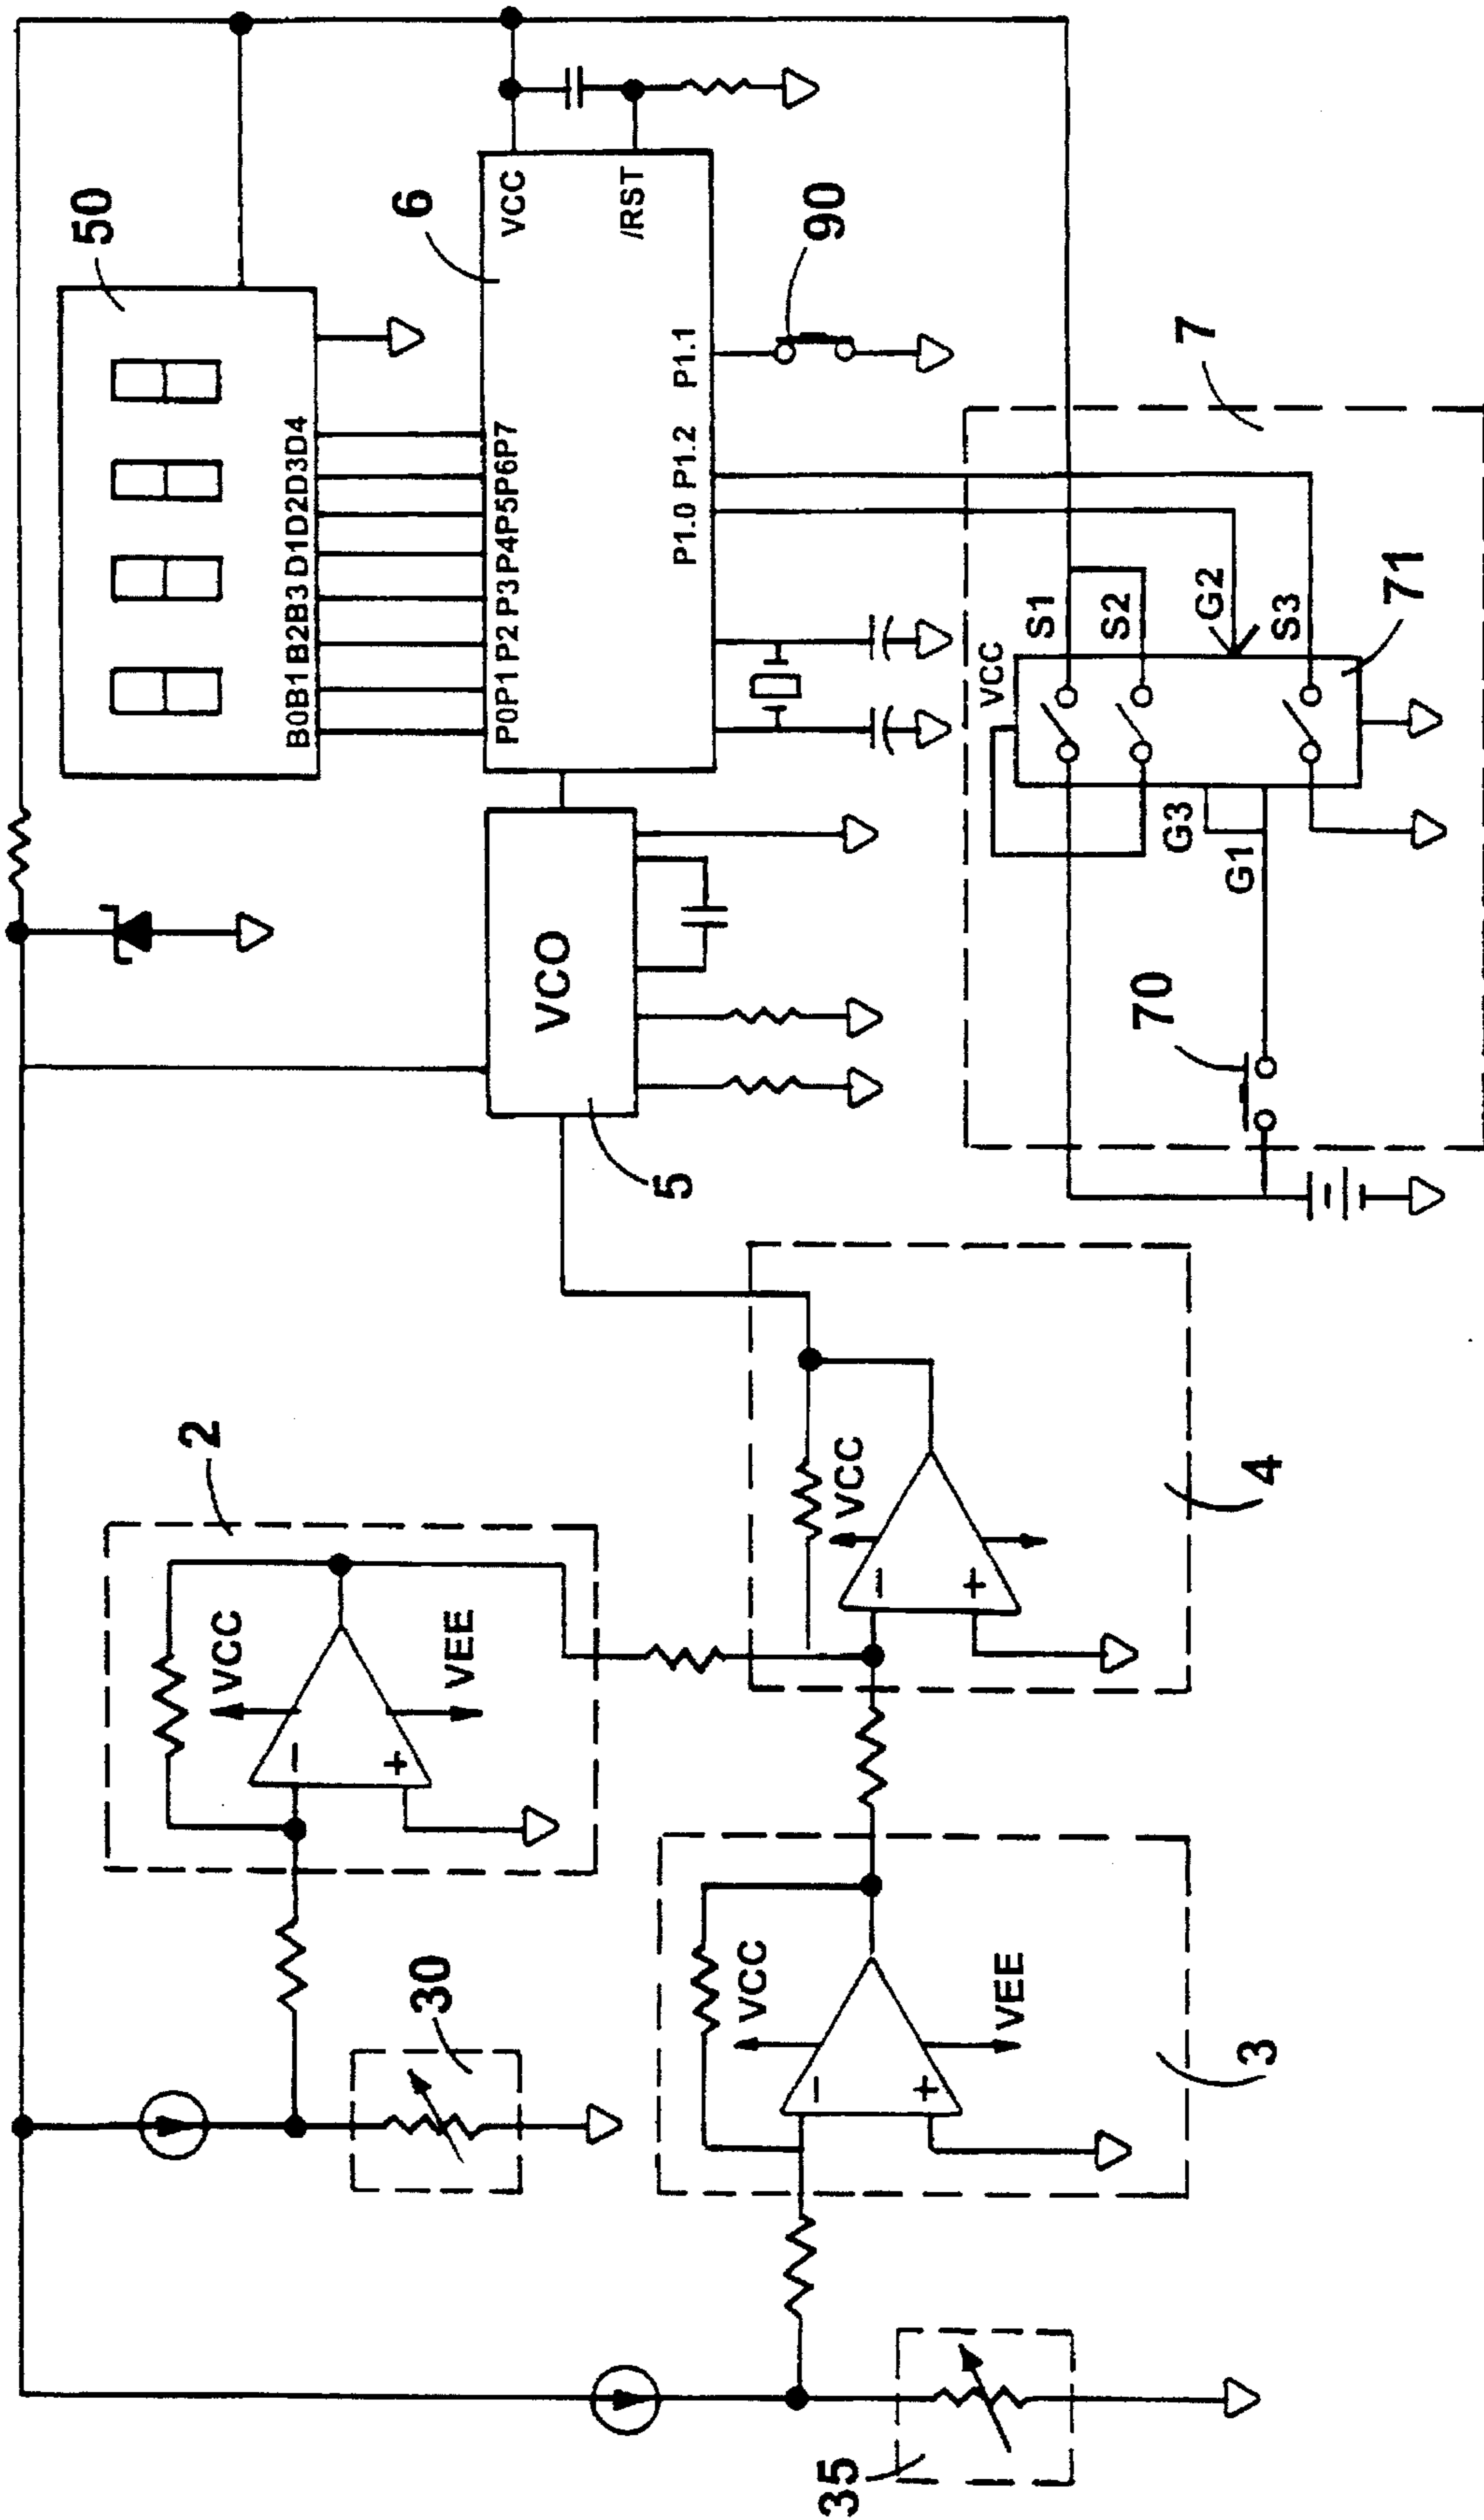 50
B0B1 B2B3 D1D2D3D4
6
VCC
P0P1P2 P3 P4P5P6P7
/RST
P1.0 P1.2 P1.1
90
VCO
5
2
VCC
VEE
−
+
30
VCC
VEE
−
+
3
35
VCC
−
+
4
7
VCC
S1
S2
G2
S3
G3
G1
70
71